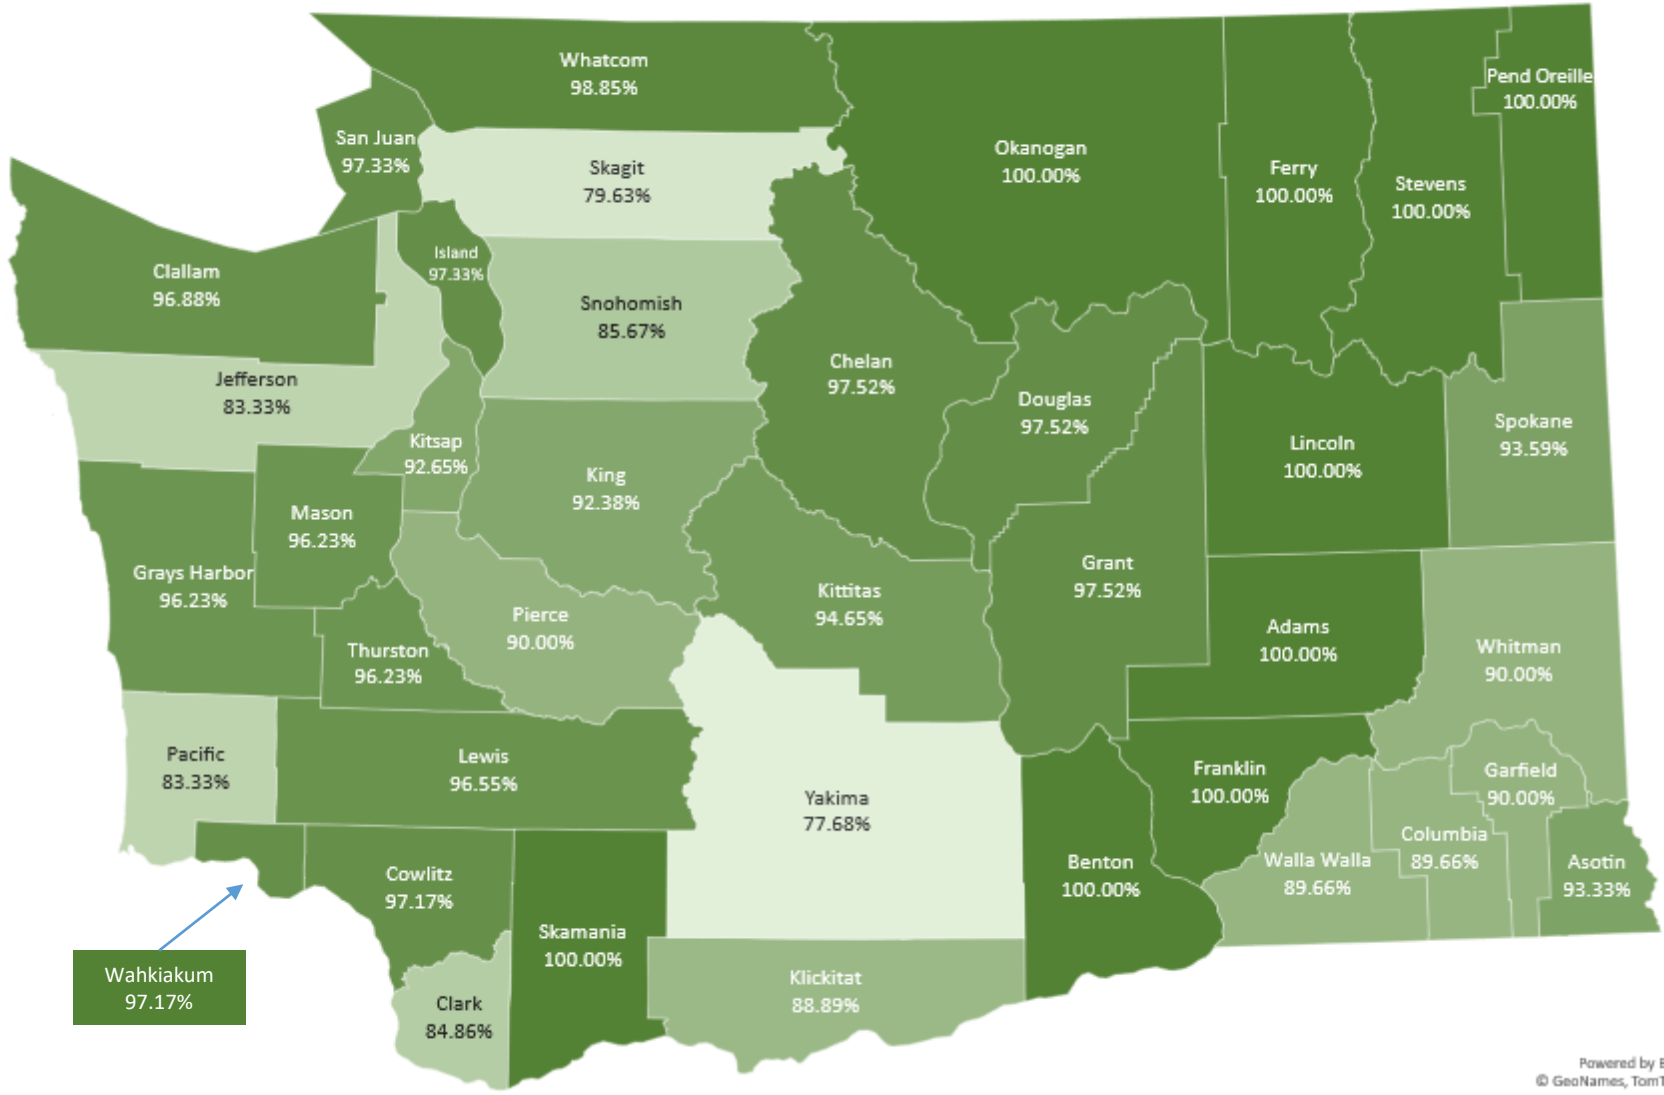 Whatcom
98.85%
San Juan
97.33%
Skagit
79.63%
Okanogan
100.00%
Ferry
100.00%
Stevens
100.00%
Pend Oreille
100.00%
Clallam
96.88%
Island
97.33%
Snohomish
85.67%
Jefferson
83.33%
Chelan
97.52%
Douglas
97.52%
Kitsap
92.65%
King
92.38%
Lincoln
100.00%
Spokane
93.59%
Mason
96.23%
Grays Harbor
96.23%
Pierce
90.00%
Kittitas
94.65%
Grant
97.52%
Adams
100.00%
Whitman
90.00%
Thurston
96.23%
Pacific
83.33%
Lewis
96.55%
Yakima
77.68%
Franklin
100.00%
Garfield
90.00%
Columbia
89.66%
Walla Walla
89.66%
Asotin
93.33%
Benton
100.00%
Cowlitz
97.17%
Skamania
100.00%
Wahkiakum
97.17%
Clark
84.86%
Klickitat
88.89%
Powered by
© GeoNames,